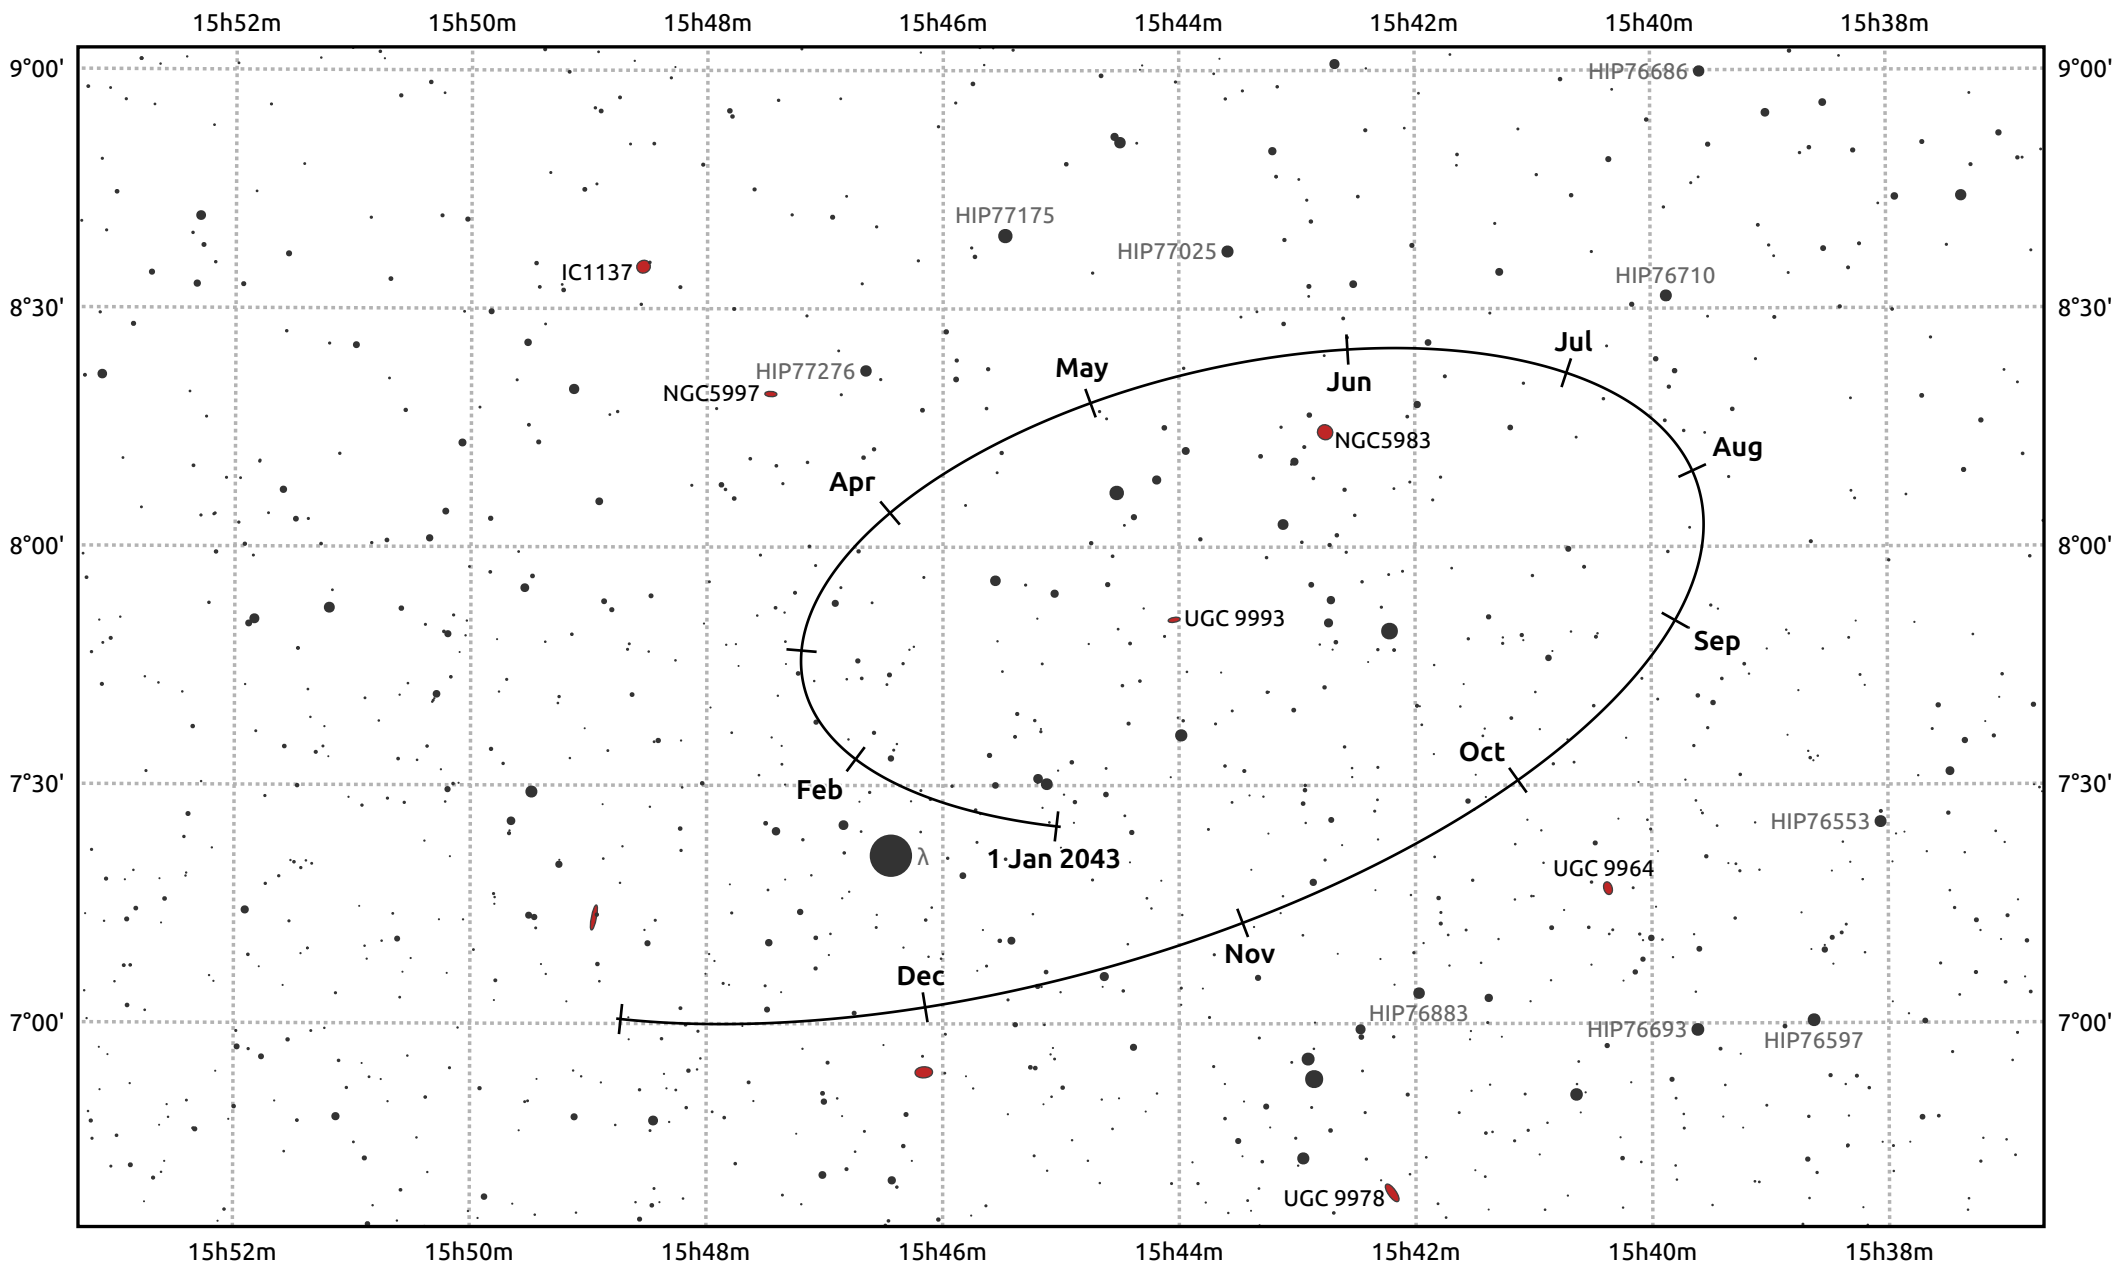 15h52m 15h50m 15h48m 15h46m 15h44m 15h42m 15h40m 15h38m
9°00' 9°00'
HIP76686
HIP77175
HIP77025
IC1137
HIP76710
8°30' 8°30'
Jul
May
HIP77276
Jun
NGC5997
NGC5983
Aug
Apr
8°00' 8°00'
UGC 9993
Sep
Oct
7°30' 7°30'
Feb
HIP76553
λ
1 Jan 2043
UGC 9964
Nov
Dec
HIP76883
7°00' 7°00'
HIP76693
HIP76597
UGC 9978
15h52m 15h50m 15h48m 15h46m 15h44m 15h42m 15h40m 15h38m